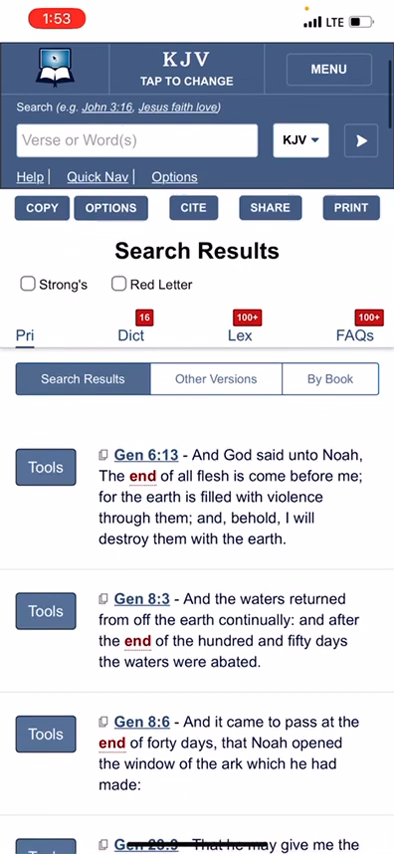 1:53
LTE
KJV
TAP TO CHANGE
MENU
Search (e.g. John 3:16, Jesus faith love)
Verse or Word(s)
KJV
Help | Quick Nav | Options
COPY OPTIONS CITE SHARE PRINT
Search Results
Strong's Red Letter
16 100+ 100+
Pri Dict Lex FAQs
Search Results Other Versions By Book
Tools
Gen 6:13 - And God said unto Noah,
The end of all flesh is come before me;
for the earth is filled with violence
through them; and, behold, I will
destroy them with the earth.
Tools
Gen 8:3 - And the waters returned
from off the earth continually: and after
the end of the hundred and fifty days
the waters were abated.
Tools
Gen 8:6 - And it came to pass at the
end of forty days, that Noah opened
the window of the ark which he had
made:
That he may give me the